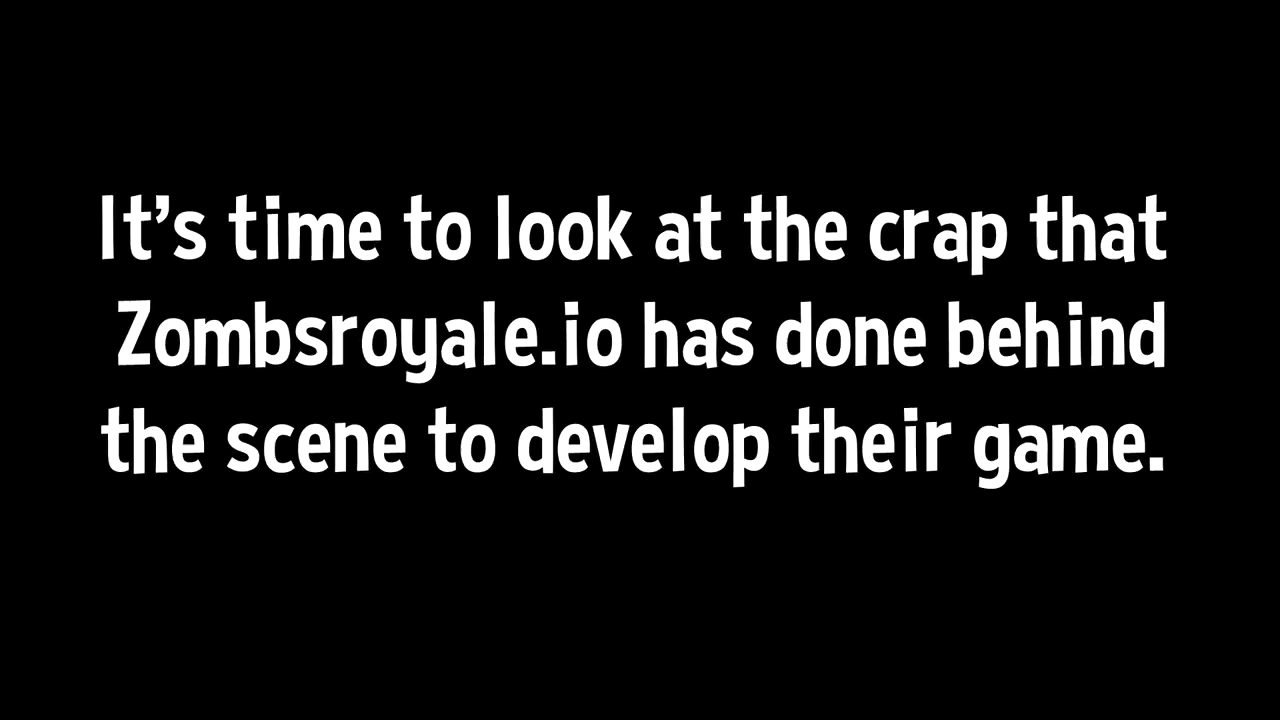 It’s time to look at the crap that
Zombsroyale.io has done behind
the scene to develop their game.